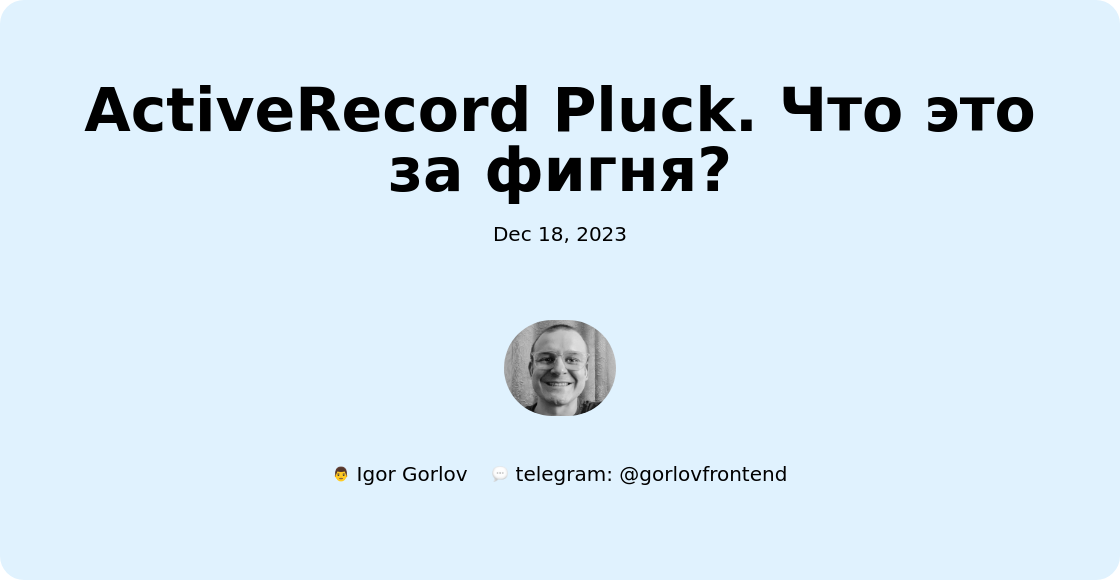 ActiveRecord Pluck. Что это
за фигня?
Dec 18, 2023
👨 Igor Gorlov 💬 telegram: @gorlovfrontend